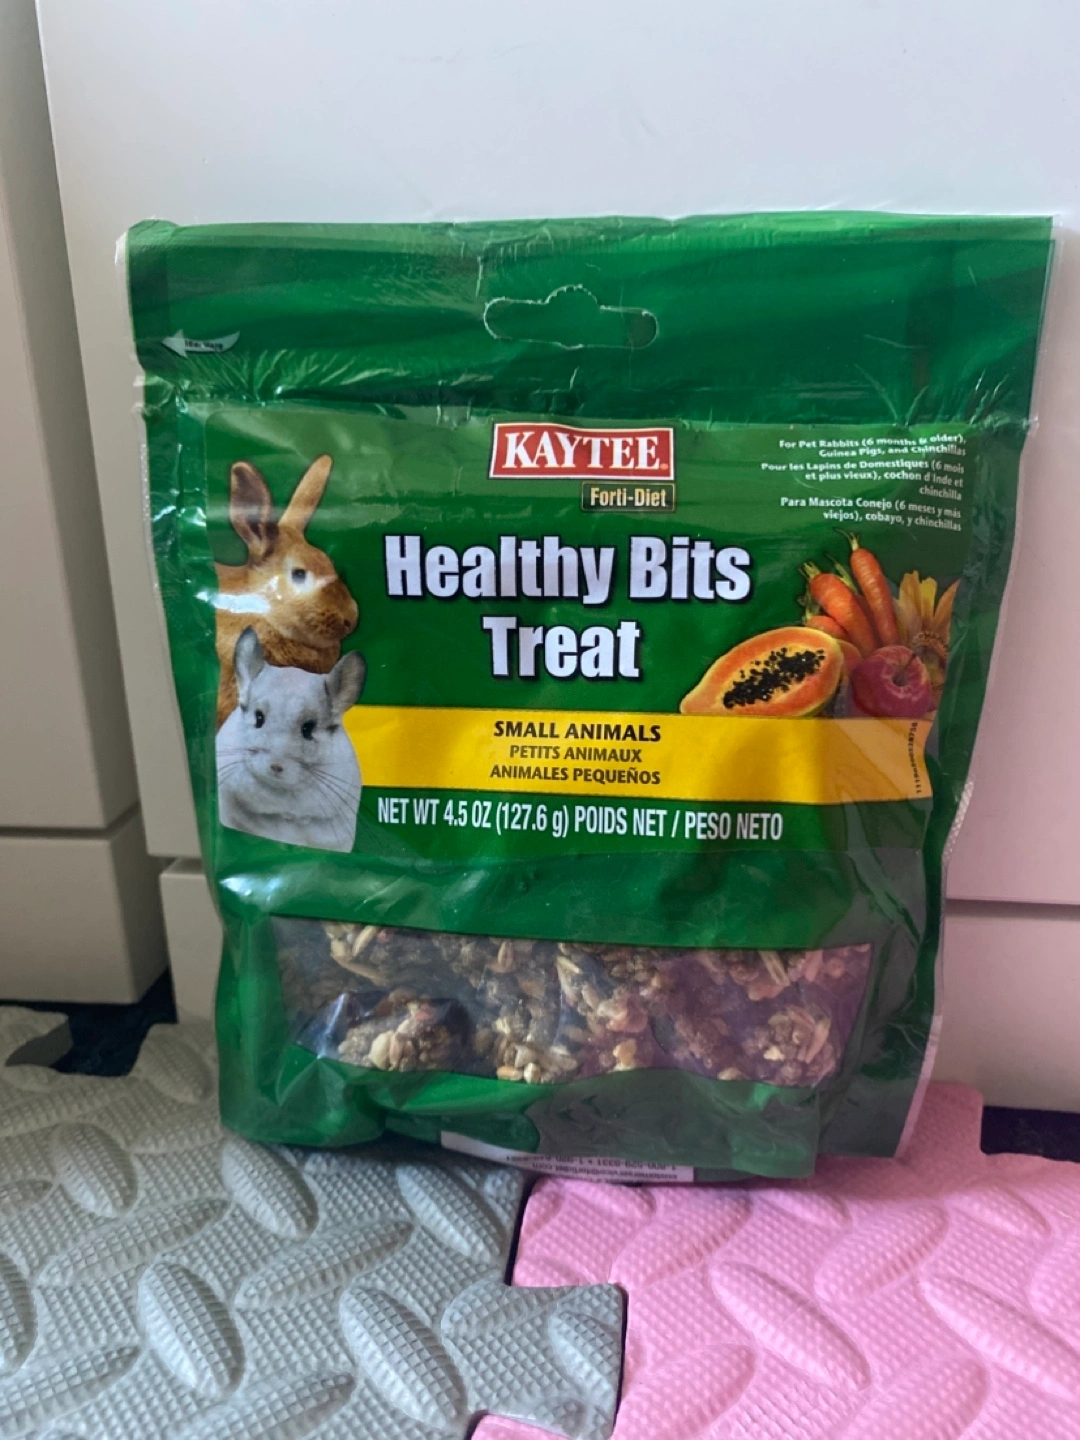 KAYTEE
Forti-Diet
For Pet Rabbits (6 months & older),
Guinea Pigs, and Chinchillas
Pour les Lapins de Domestiques (6 mois
et plus vieux), cochon d'Inde et
chinchilla
Para Mascota Conejo (6 meses y más
viejos), cobayo, y chinchillas
Healthy Bits
Treat
SMALL ANIMALS
PETITS ANIMAUX
ANIMALES PEQUEÑOS
NET WT 4.5 OZ (127.6 g) POIDS NET / PESO NETO